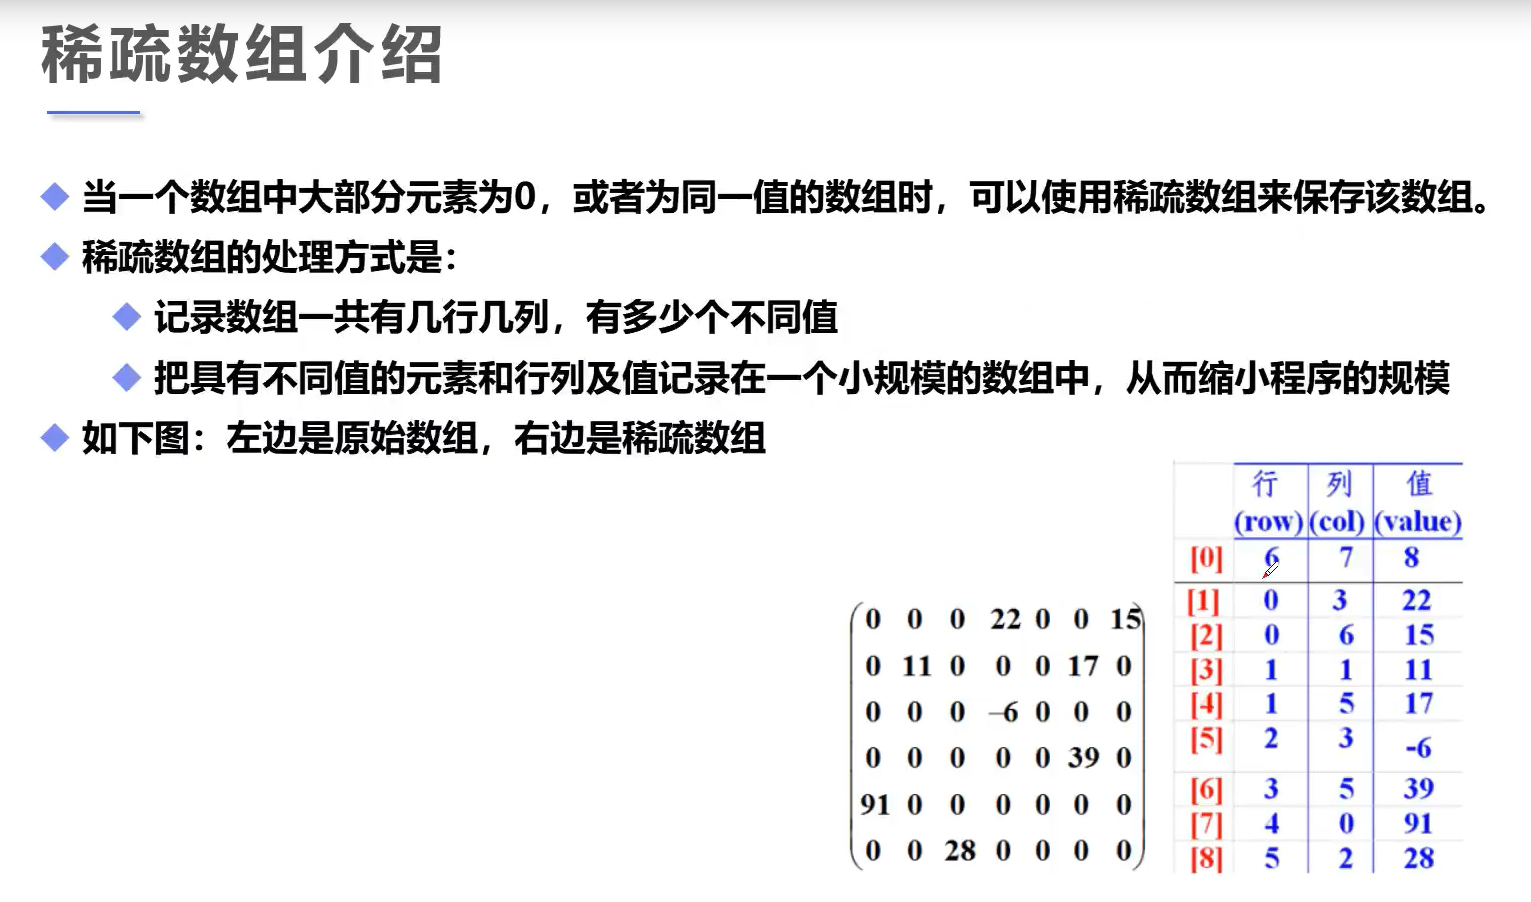 稀疏数组介绍
当一个数组中大部分元素为0，或者为同一值的数组时，可以使用稀疏数组来保存该数组。
稀疏数组的处理方式是：
记录数组一共有几行几列，有多少个不同值
把具有不同值的元素和行列及值记录在一个小规模的数组中，从而缩小程序的规模
如下图：左边是原始数组，右边是稀疏数组
0 0 0 22 0 0 15
0 11 0 0 0 17 0
0 0 0 –6 0 0 0
0 0 0 0 0 39 0
91 0 0 0 0 0 0
0 0 28 0 0 0 0
行 列 值
(row) (col) (value)
[0] 6 7 8
[1] 0 3 22
[2] 0 6 15
[3] 1 1 11
[4] 1 5 17
[5] 2 3 -6
[6] 3 5 39
[7] 4 0 91
[8] 5 2 28